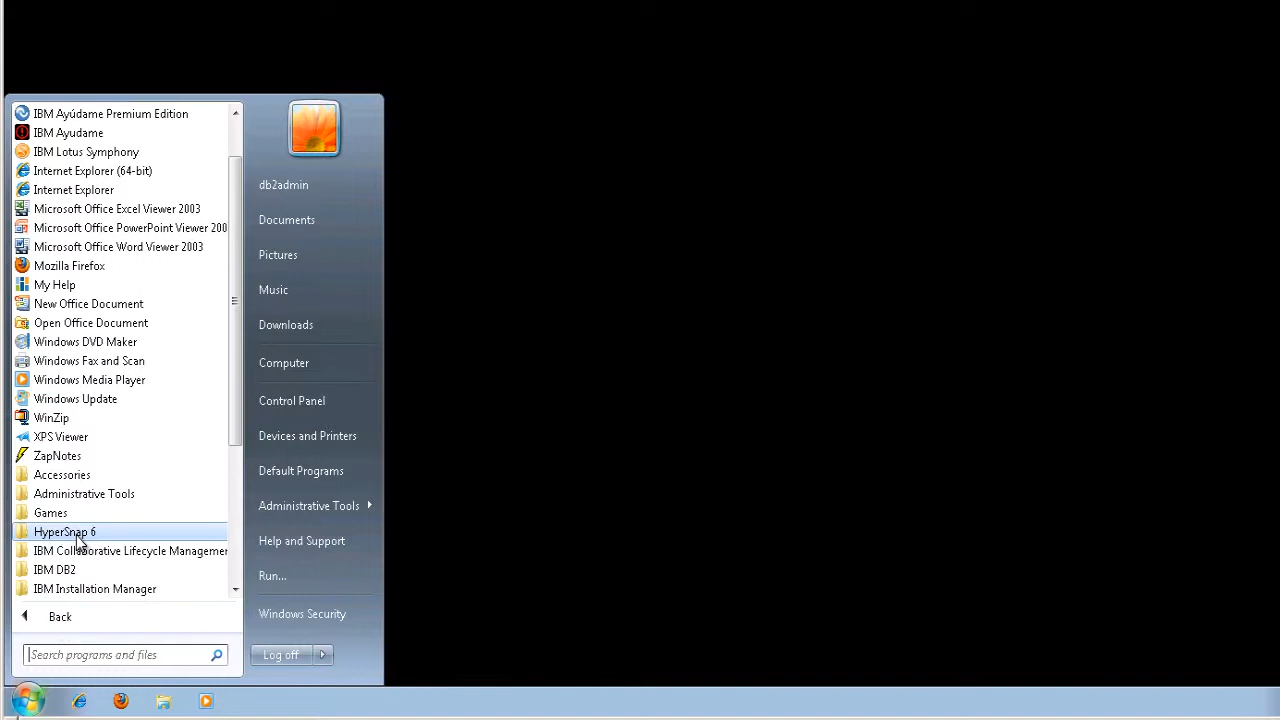 IBM Ayúdame Premium Edition
IBM Ayudame
IBM Lotus Symphony
Internet Explorer (64-bit)
Internet Explorer
Microsoft Office Excel Viewer 2003
Microsoft Office PowerPoint Viewer 200
Microsoft Office Word Viewer 2003
Mozilla Firefox
My Help
New Office Document
Open Office Document
Windows DVD Maker
Windows Fax and Scan
Windows Media Player
Windows Update
WinZip
XPS Viewer
ZapNotes
Accessories
Administrative Tools
Games
HyperSnap 6
IBM Collaborative Lifecycle Managemer
IBM DB2
IBM Installation Manager
Back
Search programs and files
db2admin
Documents
Pictures
Music
Downloads
Computer
Control Panel
Devices and Printers
Default Programs
Administrative Tools
Help and Support
Run...
Windows Security
Log off